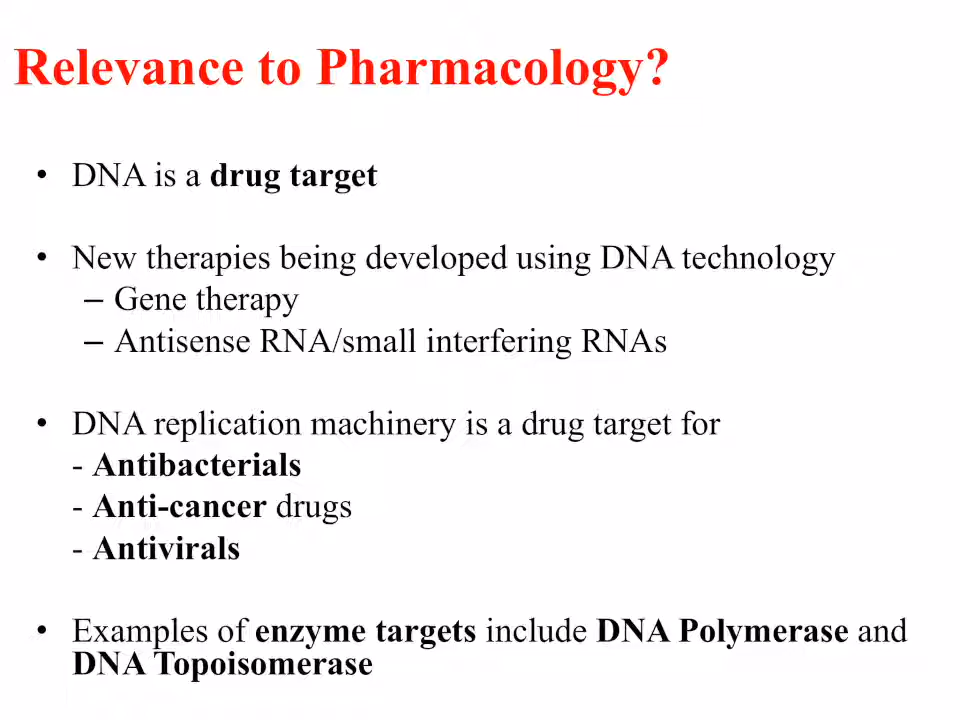 Relevance to Pharmacology?
• DNA is a drug target
• New therapies being developed using DNA technology
– Gene therapy
– Antisense RNA/small interfering RNAs
• DNA replication machinery is a drug target for
- Antibacterials
- Anti-cancer drugs
- Antivirals
• Examples of enzyme targets include DNA Polymerase and
DNA Topoisomerase